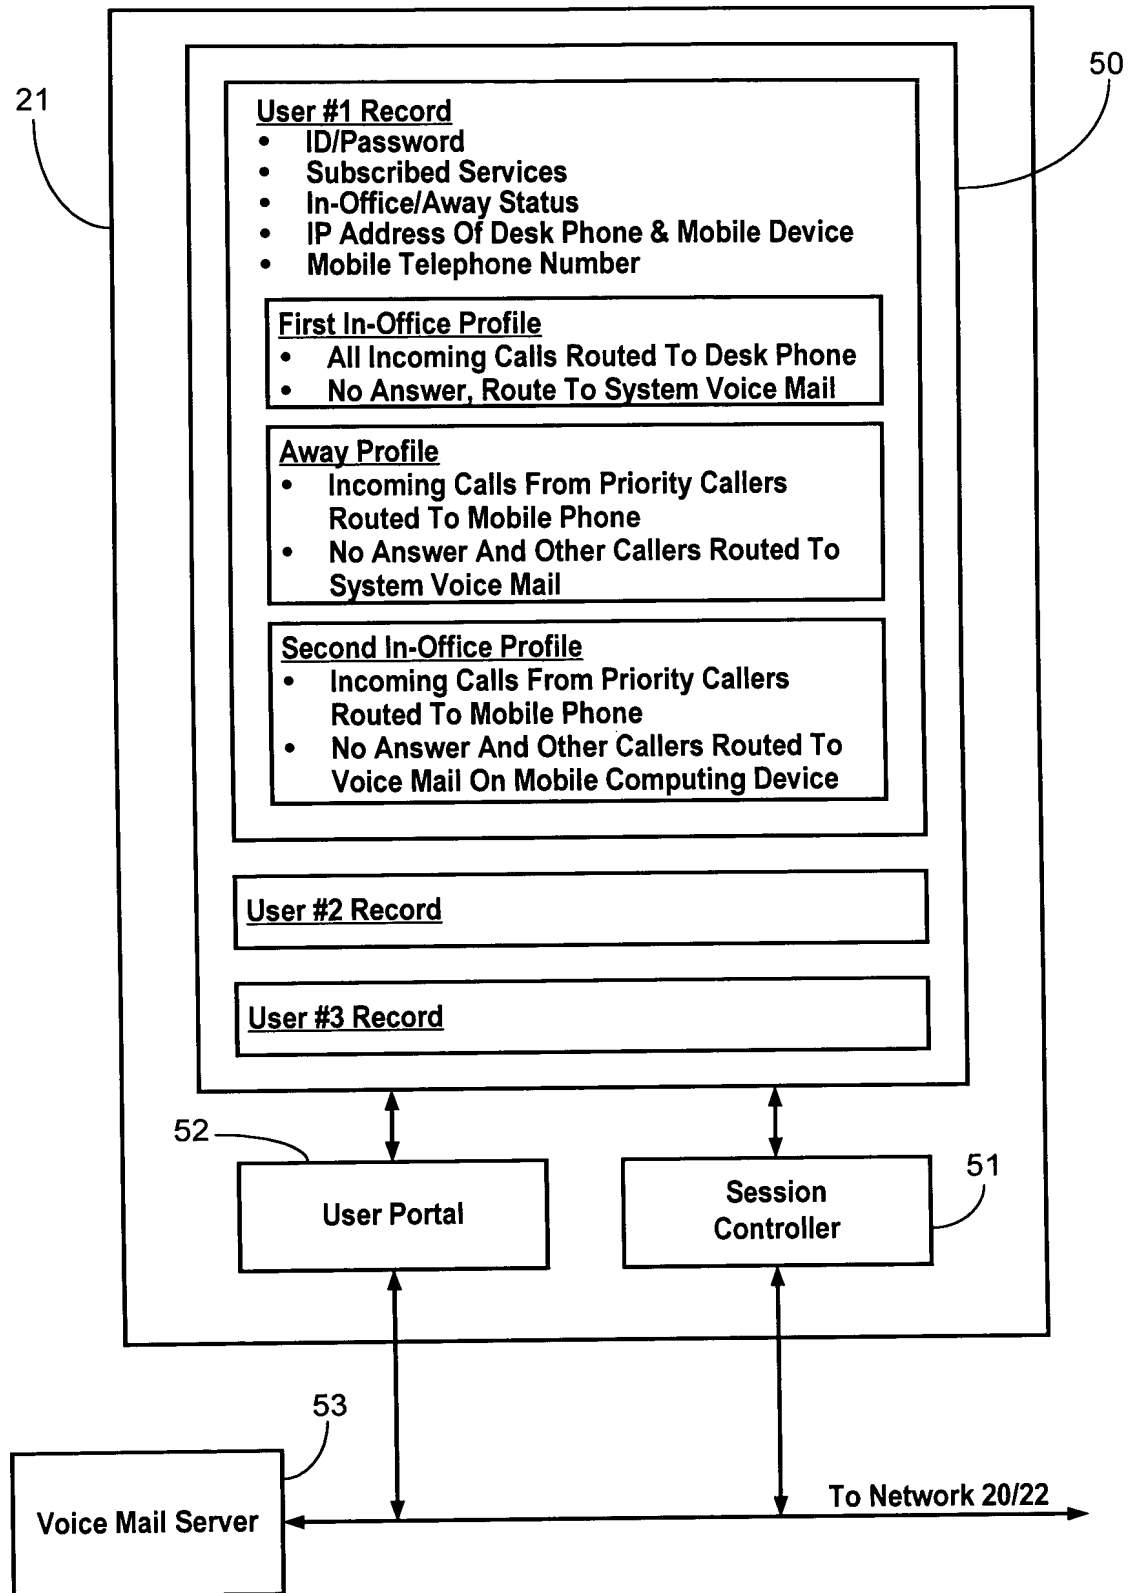 21
50
User #1 Record
• ID/Password
• Subscribed Services
• In-Office/Away Status
• IP Address Of Desk Phone & Mobile Device
• Mobile Telephone Number
First In-Office Profile
• All Incoming Calls Routed To Desk Phone
• No Answer, Route To System Voice Mail
Away Profile
• Incoming Calls From Priority Callers
Routed To Mobile Phone
• No Answer And Other Callers Routed To
System Voice Mail
Second In-Office Profile
• Incoming Calls From Priority Callers
Routed To Mobile Phone
• No Answer And Other Callers Routed To
Voice Mail On Mobile Computing Device
User #2 Record
User #3 Record
52
User Portal
Session
Controller
51
53
Voice Mail Server
To Network 20/22